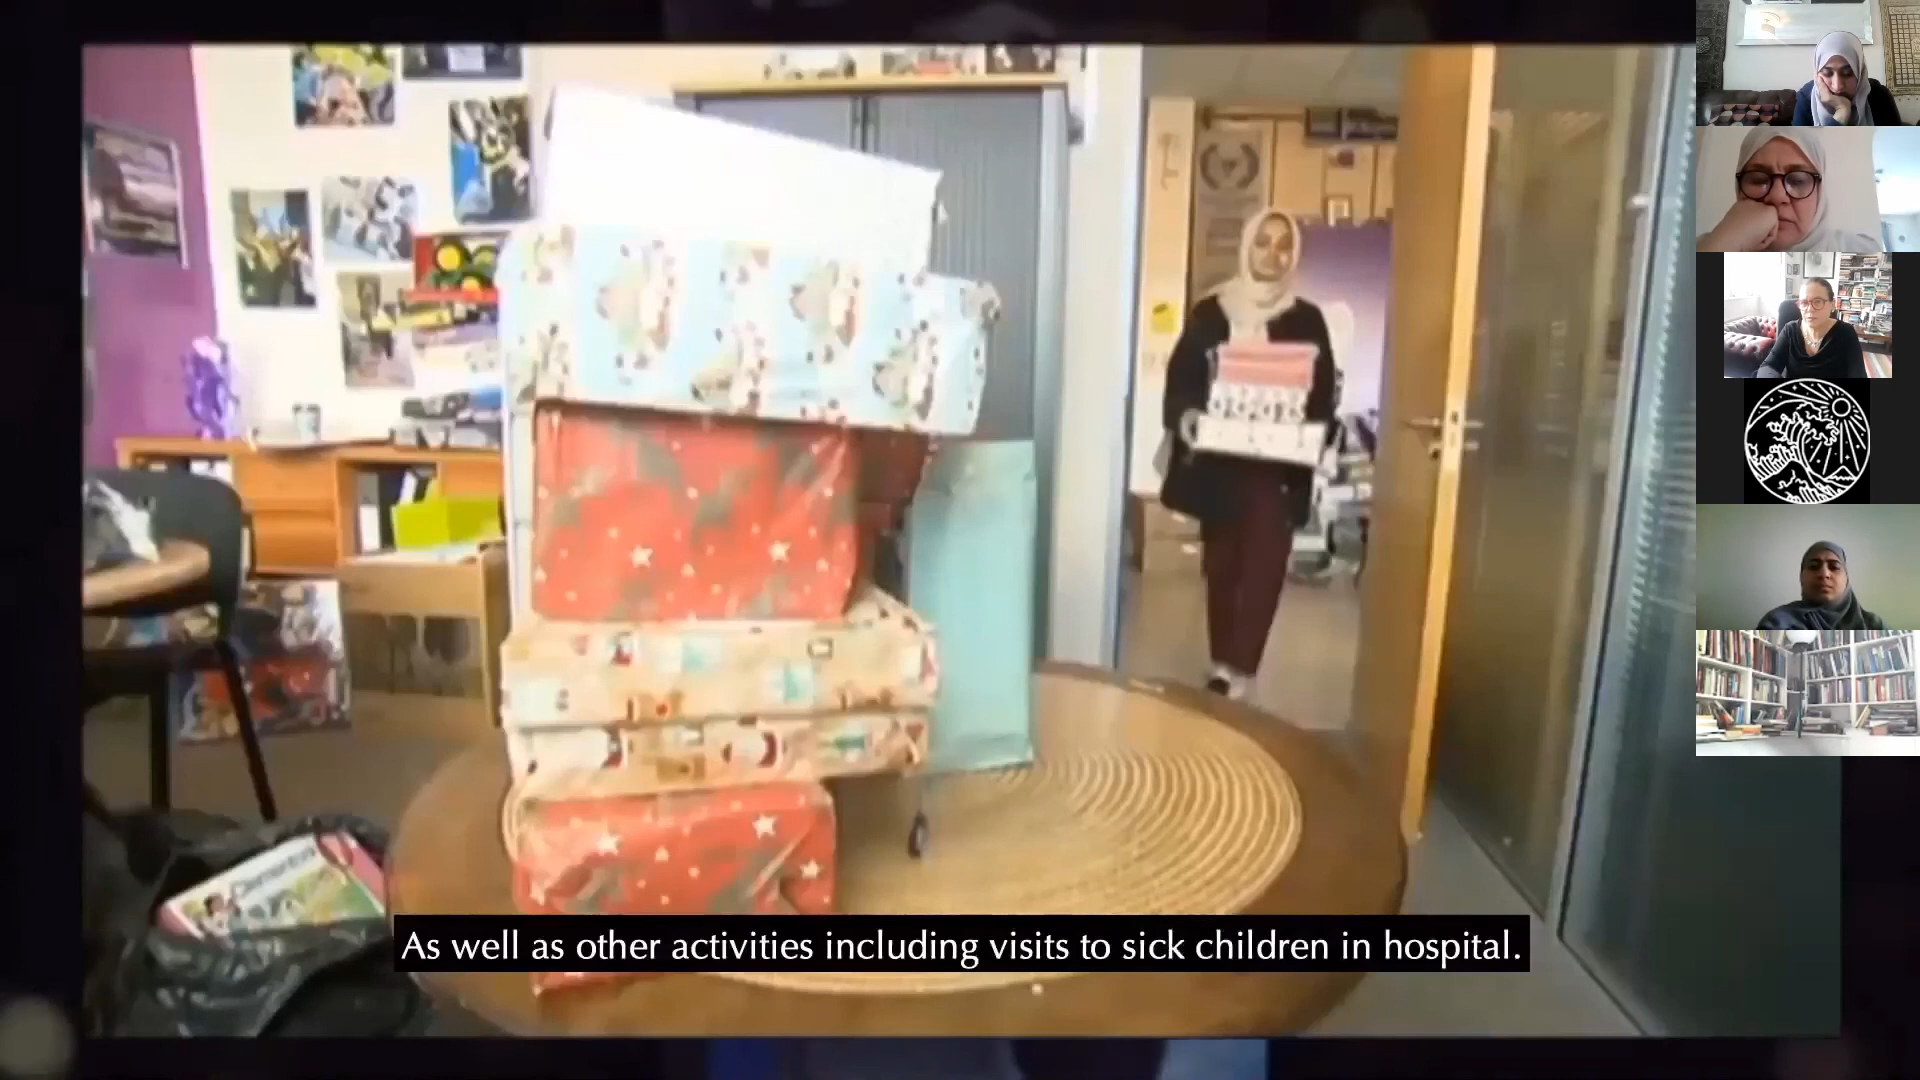 As well as other activities including visits to sick children in hospital.